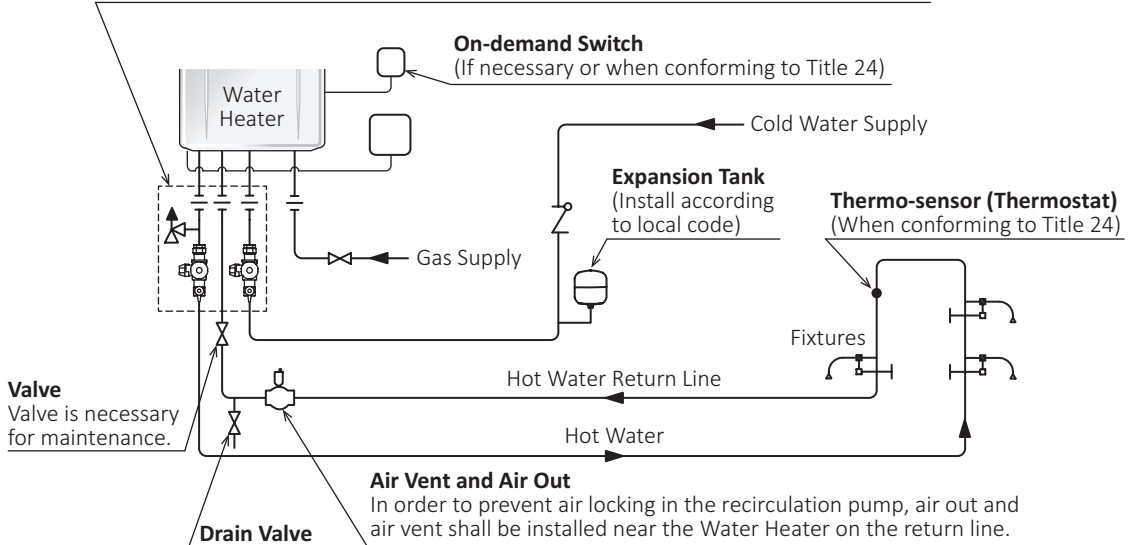 On-demand Switch
(If necessary or when conforming to Title 24)
Water
Heater
Cold Water Supply
Expansion Tank
(Install according
to local code)
Thermo-sensor (Thermostat)
(When conforming to Title 24)
Gas Supply
Fixtures
Valve
Valve is necessary
for maintenance.
Hot Water Return Line
Hot Water
Air Vent and Air Out
In order to prevent air locking in the recirculation pump, air out and
air vent shall be installed near the Water Heater on the return line.
Drain Valve